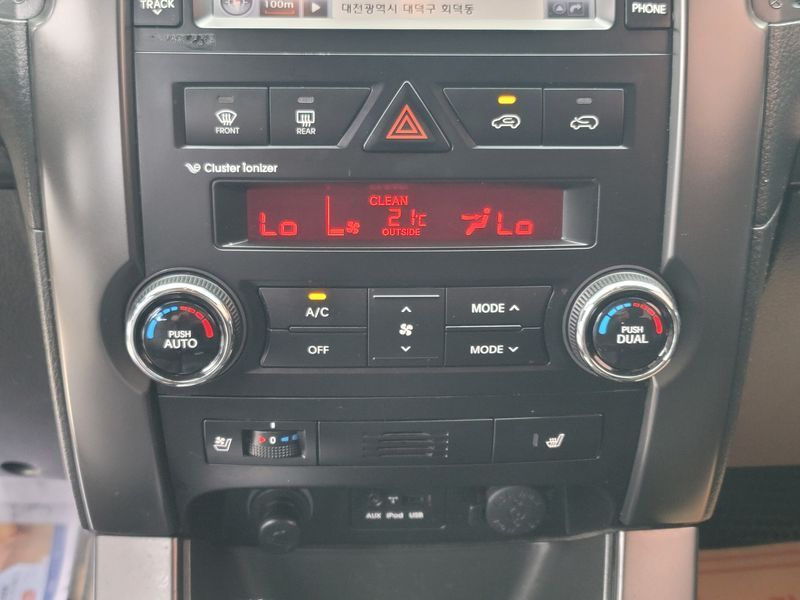 TRACK
100m
대전광역시 대덕구 회덕동
PHONE
FRONT
REAR
Cluster ionizer
CLEAN
Lo
21℃
OUTSIDE
Lo
PUSH
AUTO
A/C
OFF
MODE
MODE
PUSH
DUAL
0
AUX iPod USB